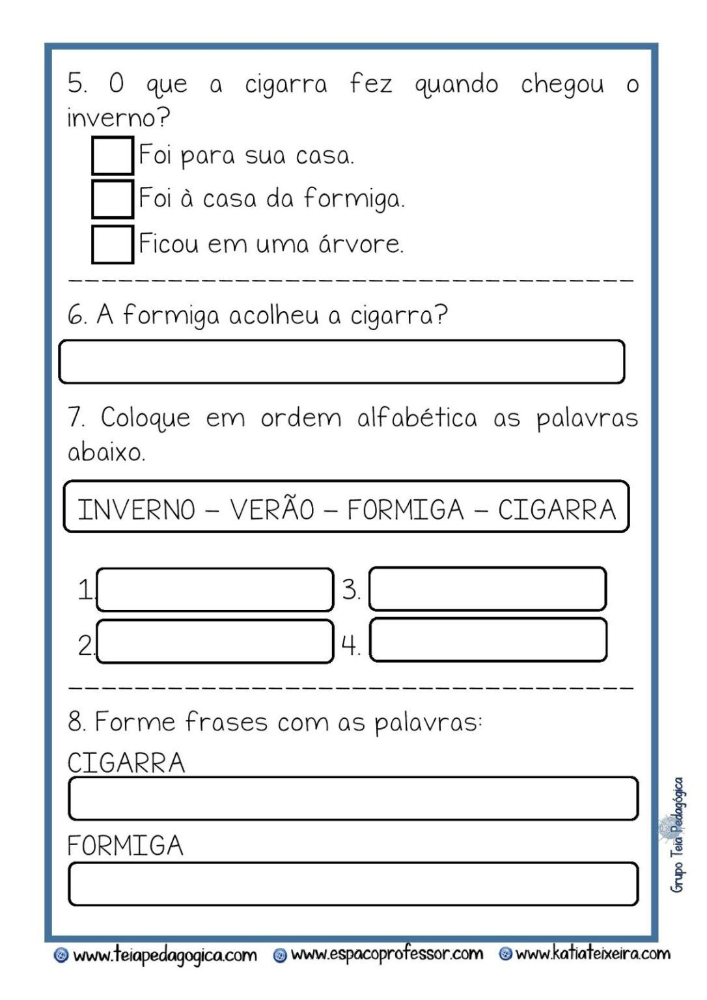 5. O que a cigarra fez quando chegou o
inverno?
Foi para sua casa.
Foi à casa da formiga.
Ficou em uma árvore.
6. A formiga acolheu a cigarra?
7. Coloque em ordem alfabética as palavras
abaixo.
INVERNO – VERÃO – FORMIGA – CIGARRA
1. 3.
2. 4.
8. Forme frases com as palavras:
CIGARRA
FORMIGA
Grupo Teia Pedagógica
www.teiapedagogica.com www.espacoprofessor.com www.katiateixeira.com